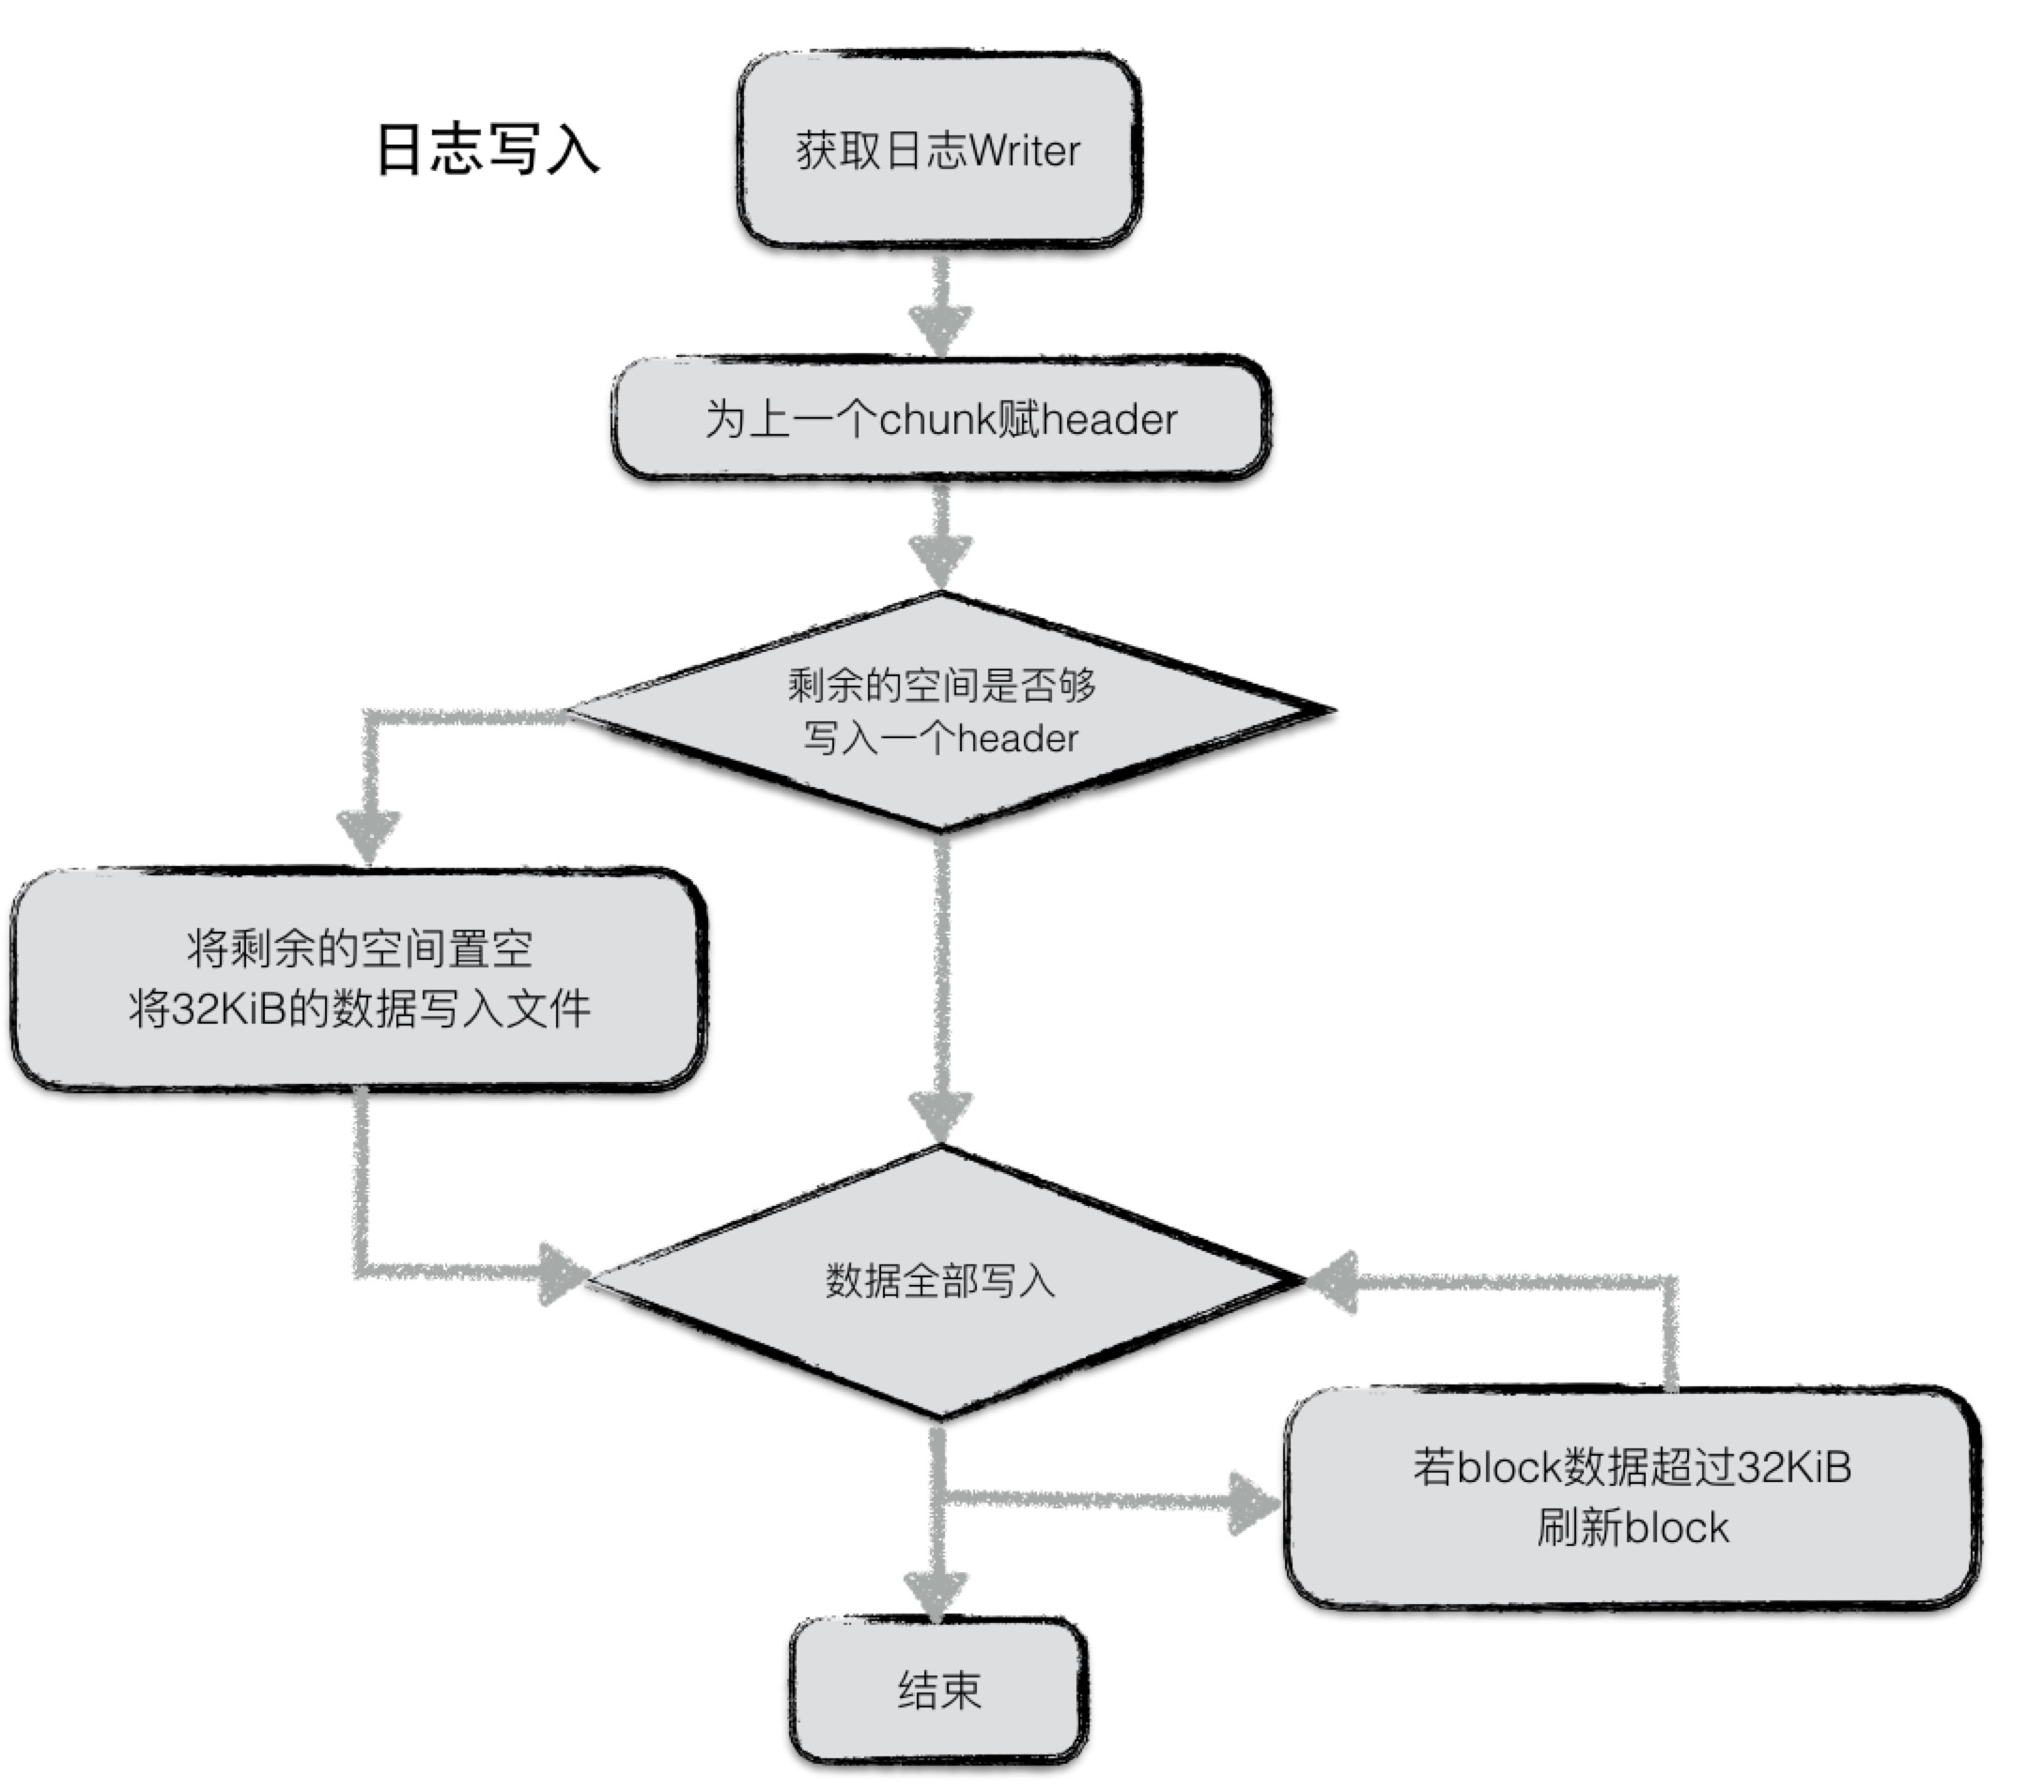 日志写入
获取日志Writer
为上一个chunk赋header
剩余的空间是否够
写入一个header
将剩余的空间置空
将32KiB的数据写入文件
数据全部写入
若block数据超过32KiB
刷新block
结束